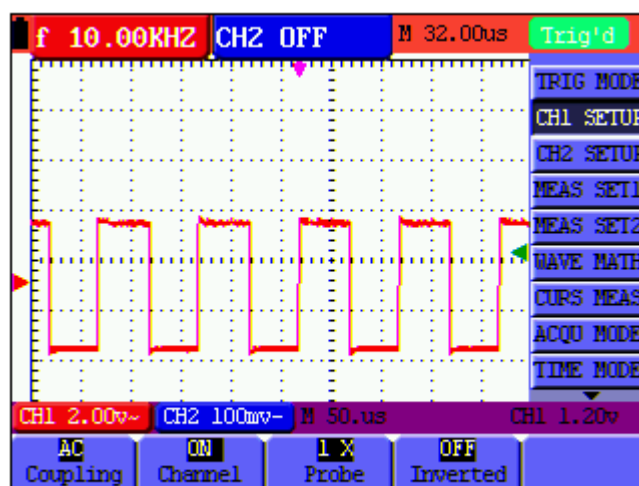 f 10.00KHZ CH2 OFF M 32.00us Trig'd
TRIG MODE
CH1 SETUP
CH2 SETUP
MEAS SET1
MEAS SET2
WAVE MATH
CURS MEAS
ACQU MODE
TIME MODE
CH1 2.00v~ CH2 100mv- M 50.us CH1 1.20v
AC ON 1 X OFF
Coupling Channel Probe Inverted